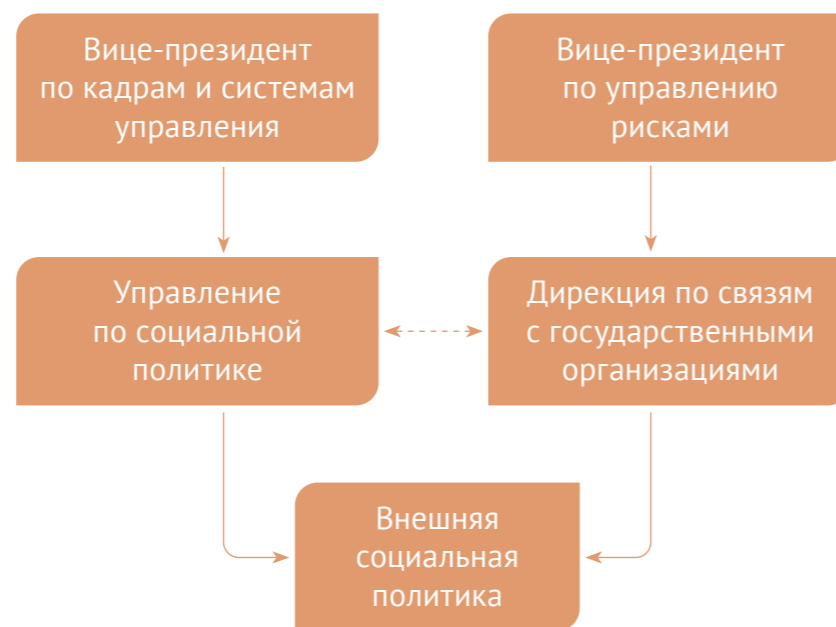 Вице-президент
по кадрам и системам
управления
Вице-президент
по управлению
рисками
Управление
по социальной
политике
Дирекция по связям
с государственными
организациями
Внешняя
социальная
политика